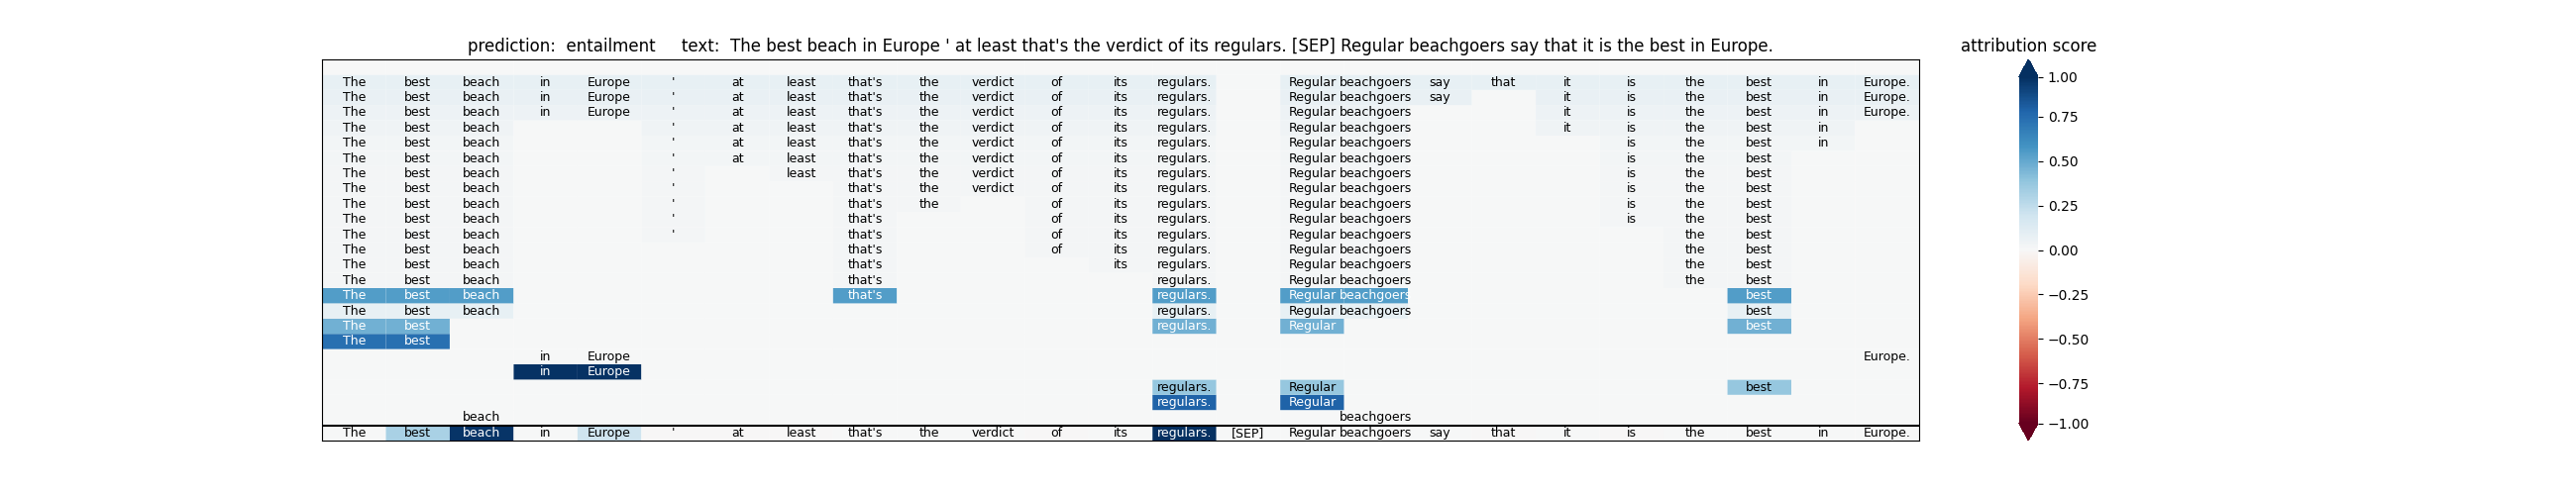 prediction: entailment text: The best beach in Europe ' at least that's the verdict of its regulars. [SEP] Regular beachgoers say that it is the best in Europe.
attribution score
The best beach in Europe ' at least that's the verdict of its regulars. Regular beachgoers say that it is the best in Europe.
The best beach in Europe ' at least that's the verdict of its regulars. Regular beachgoers say it is the best in Europe.
The best beach in Europe ' at least that's the verdict of its regulars. Regular beachgoers it is the best in Europe.
The best beach ' at least that's the verdict of its regulars. Regular beachgoers it is the best in
The best beach ' at least that's the verdict of its regulars. Regular beachgoers is the best in
The best beach ' at least that's the verdict of its regulars. Regular beachgoers is the best
The best beach ' least that's the verdict of its regulars. Regular beachgoers is the best
The best beach ' that's the verdict of its regulars. Regular beachgoers is the best
The best beach ' that's the of its regulars. Regular beachgoers is the best
The best beach ' that's of its regulars. Regular beachgoers is the best
The best beach ' that's of its regulars. Regular beachgoers the best
The best beach that's of its regulars. Regular beachgoers the best
The best beach that's its regulars. Regular beachgoers the best
The best beach that's regulars. Regular beachgoers the best
The best beach that's regulars. Regular beachgoers best
The best beach regulars. Regular beachgoers best
The best regulars. Regular best
The best
in Europe Europe.
in Europe
regulars. Regular best
regulars. Regular
beach beachgoers
The best beach in Europe ' at least that's the verdict of its regulars. [SEP] Regular beachgoers say that it is the best in Europe.
1.00
0.75
0.50
0.25
0.00
−0.25
−0.50
−0.75
−1.00